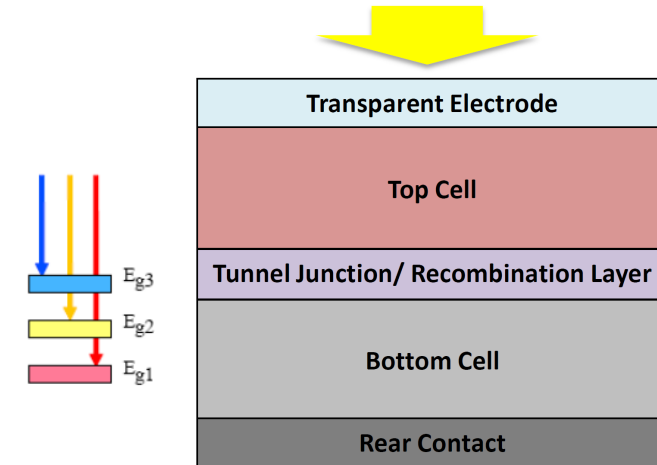 Transparent Electrode
Top Cell
Tunnel Junction/ Recombination Layer
Bottom Cell
Rear Contact
Eg3
Eg2
Eg1